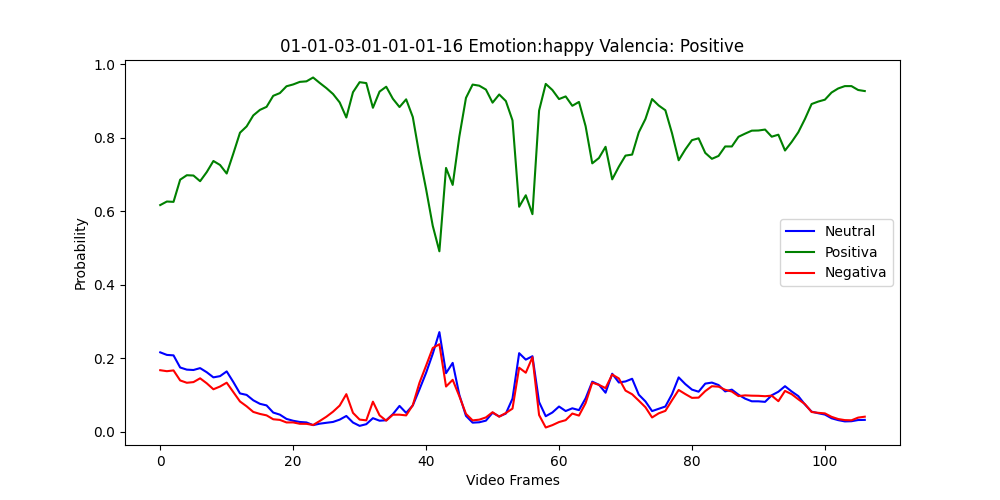 01-01-03-01-01-01-16 Emotion:happy Valencia: Positive
1.0
0.8
0.6
0.4
0.2
0.0
Probability
Neutral
Positiva
Negativa
0 20 40 60 80 100
Video Frames